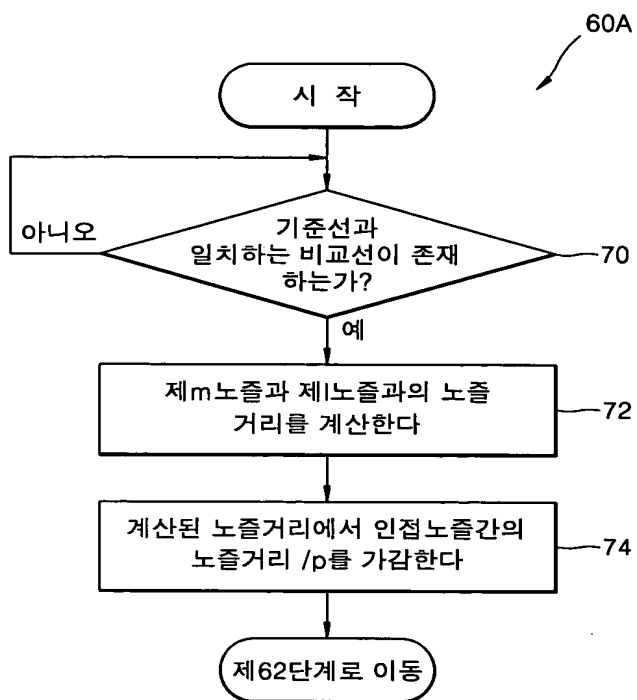 60A
시 작
아니오
기준선과
일치하는 비교선이 존재
하는가?
70
예
제m노즐과 제l노즐과의 노즐
거리를 계산한다
72
계산된 노즐거리에서 인접노즐간의
노즐거리 /p를 가감한다
74
제62단계로 이동